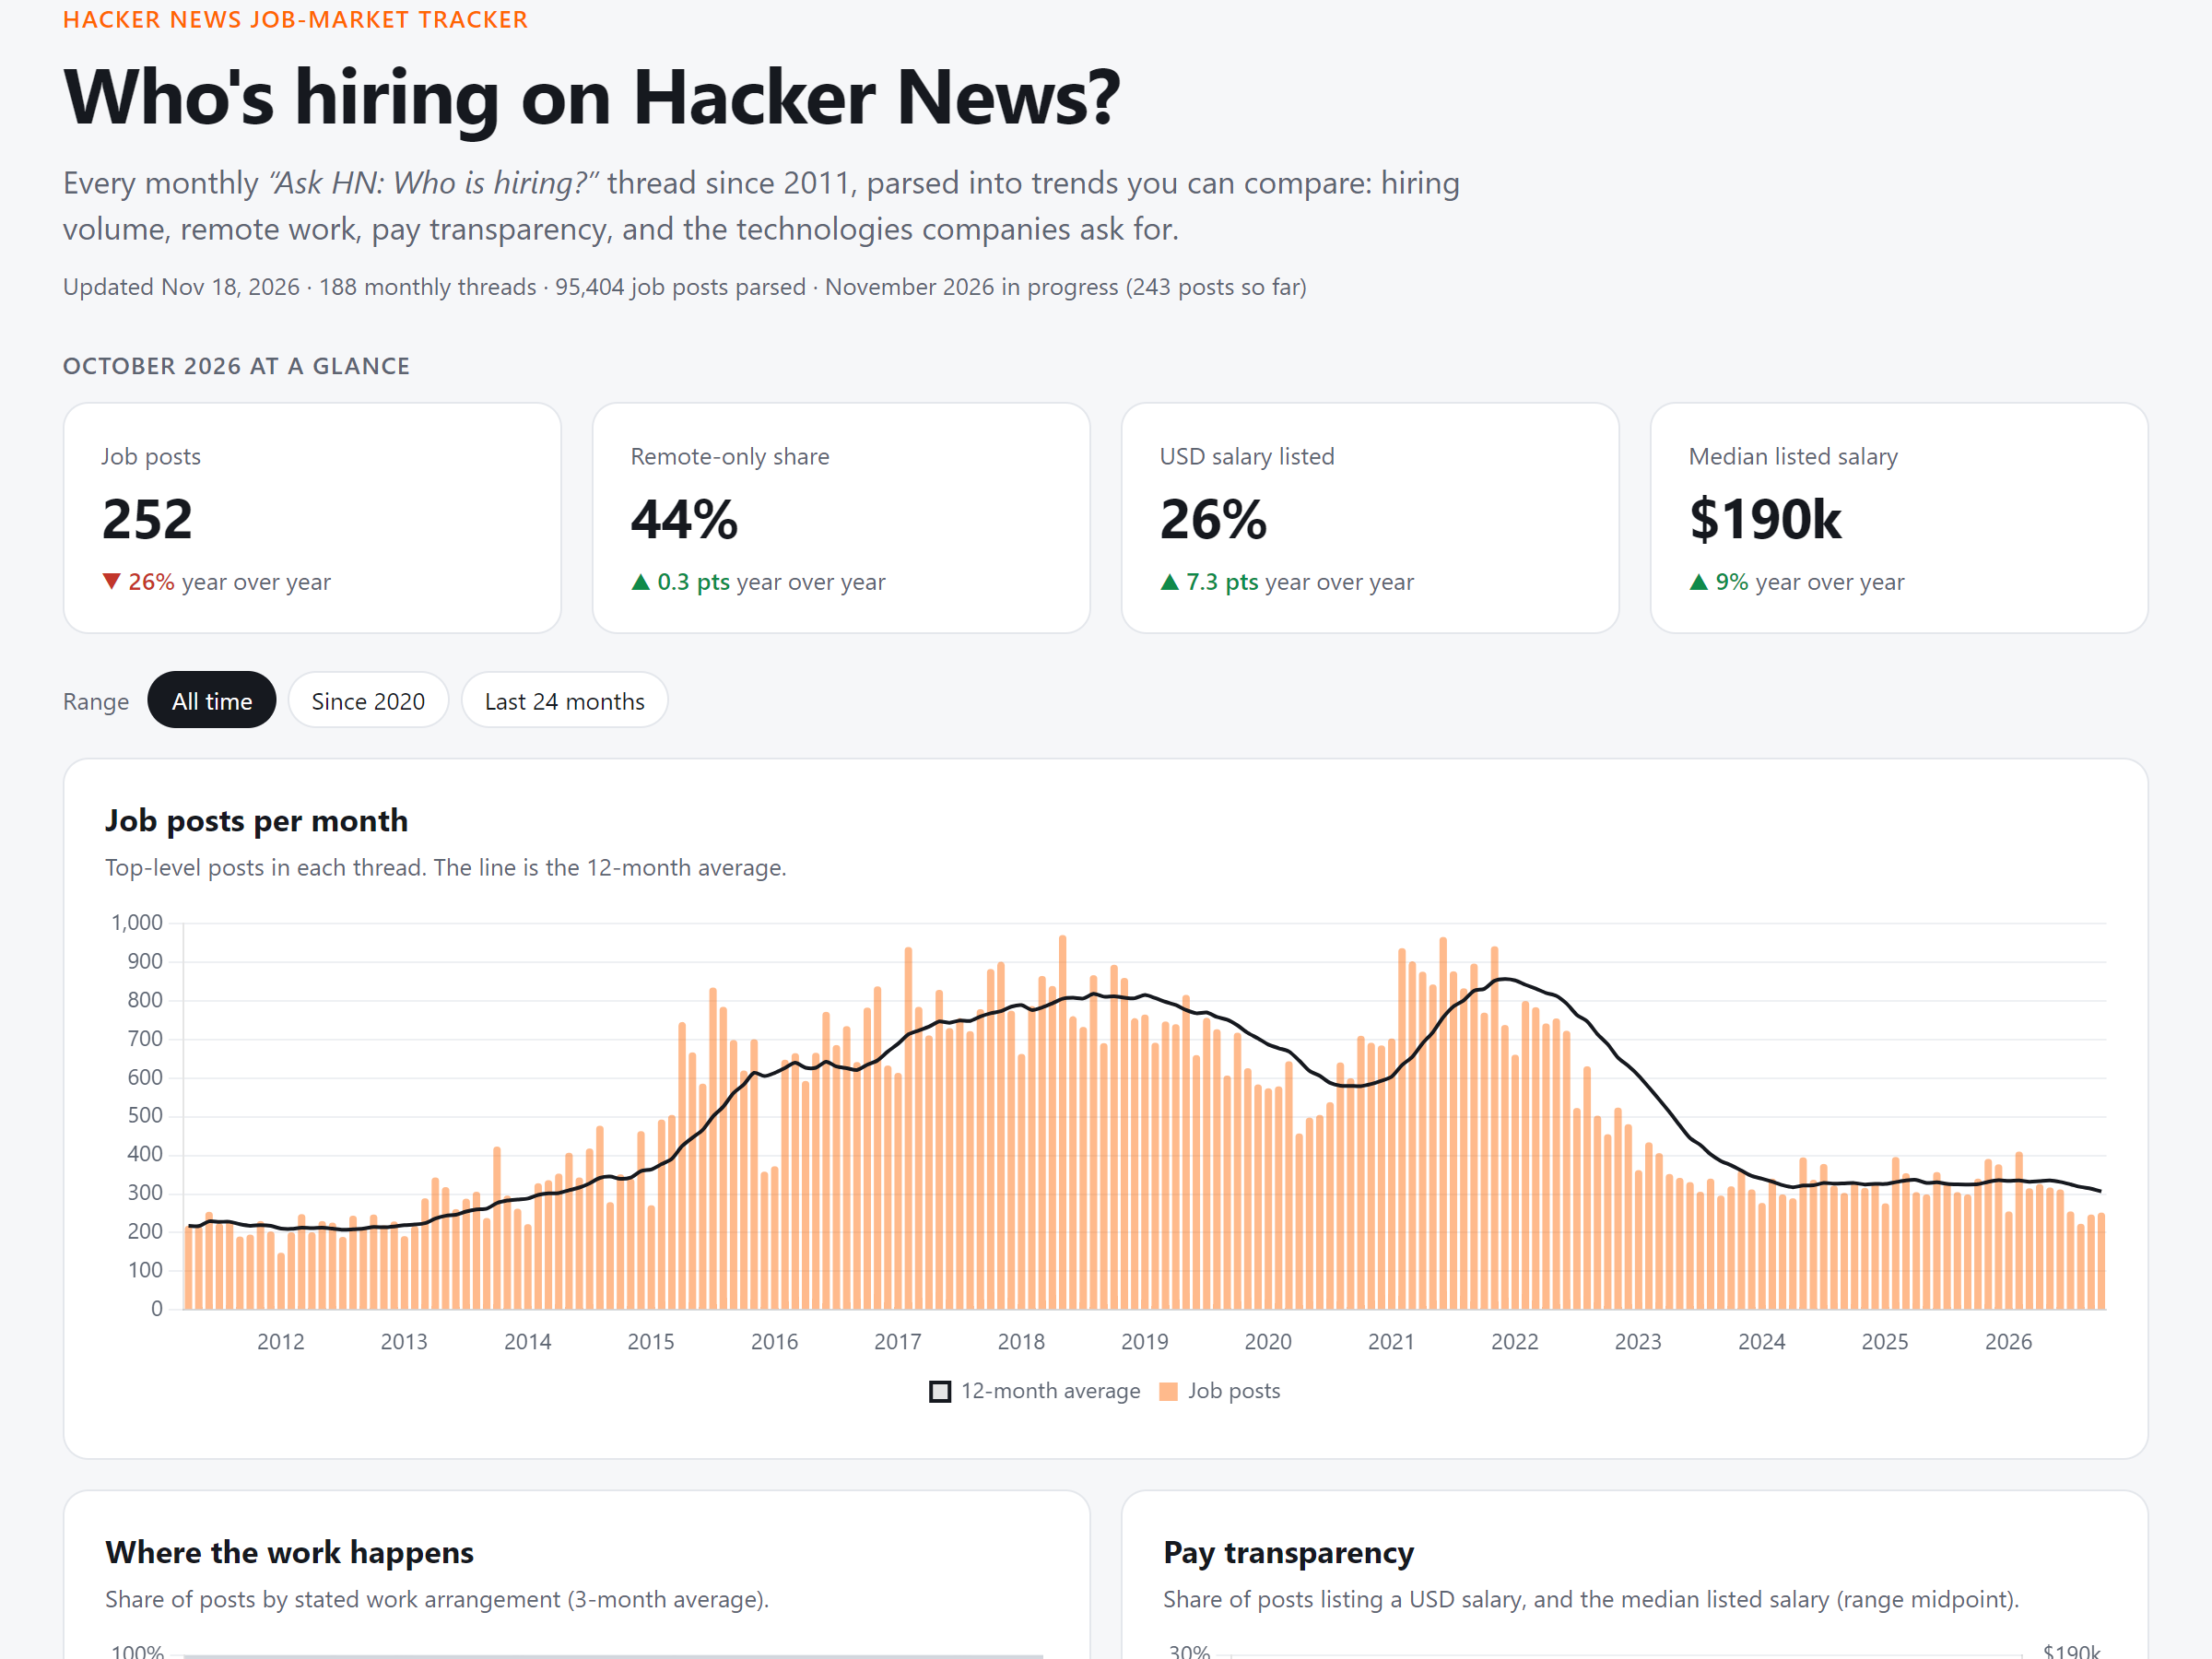 HACKER NEWS JOB-MARKET TRACKER
Who's hiring on Hacker News?
Every monthly “Ask HN: Who is hiring?” thread since 2011, parsed into trends you can compare: hiring
volume, remote work, pay transparency, and the technologies companies ask for.
Updated Nov 18, 2026 · 188 monthly threads · 95,404 job posts parsed · November 2026 in progress (243 posts so far)
OCTOBER 2026 AT A GLANCE
Job posts
252
▼ 26% year over year
Remote-only share
44%
▲ 0.3 pts year over year
USD salary listed
26%
▲ 7.3 pts year over year
Median listed salary
$190k
▲ 9% year over year
Range All time Since 2020 Last 24 months
Job posts per month
Top-level posts in each thread. The line is the 12-month average.
1,000
900
800
700
600
500
400
300
200
100
0
2012 2013 2014 2015 2016 2017 2018 2019 2020 2021 2022 2023 2024 2025 2026
12-month average Job posts
Where the work happens
Share of posts by stated work arrangement (3-month average).
100%
Pay transparency
Share of posts listing a USD salary, and the median listed salary (range midpoint).
30% $190k